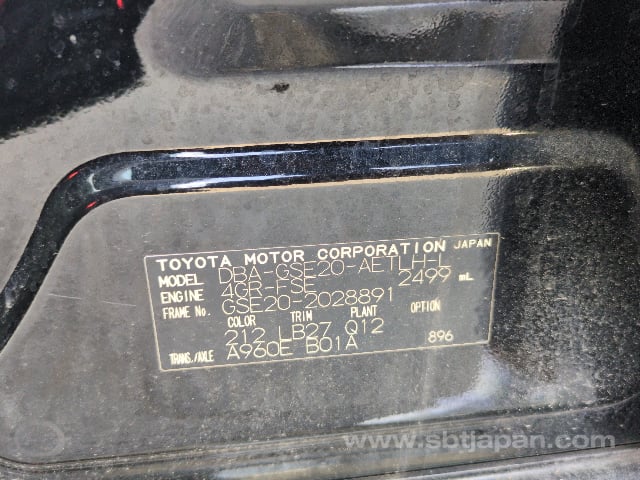 TOYOTA MOTOR CORPORATION JAPAN
MODEL DBA-GSE20-AETLH-L
ENGINE 4GR-FSE 2499 mL
FRAME No. GSE20-2028891
COLOR TRIM PLANT OPTION
212 LB27 Q12
TRANS./AXLE A960E B01A 896
www.sbtjapan.com